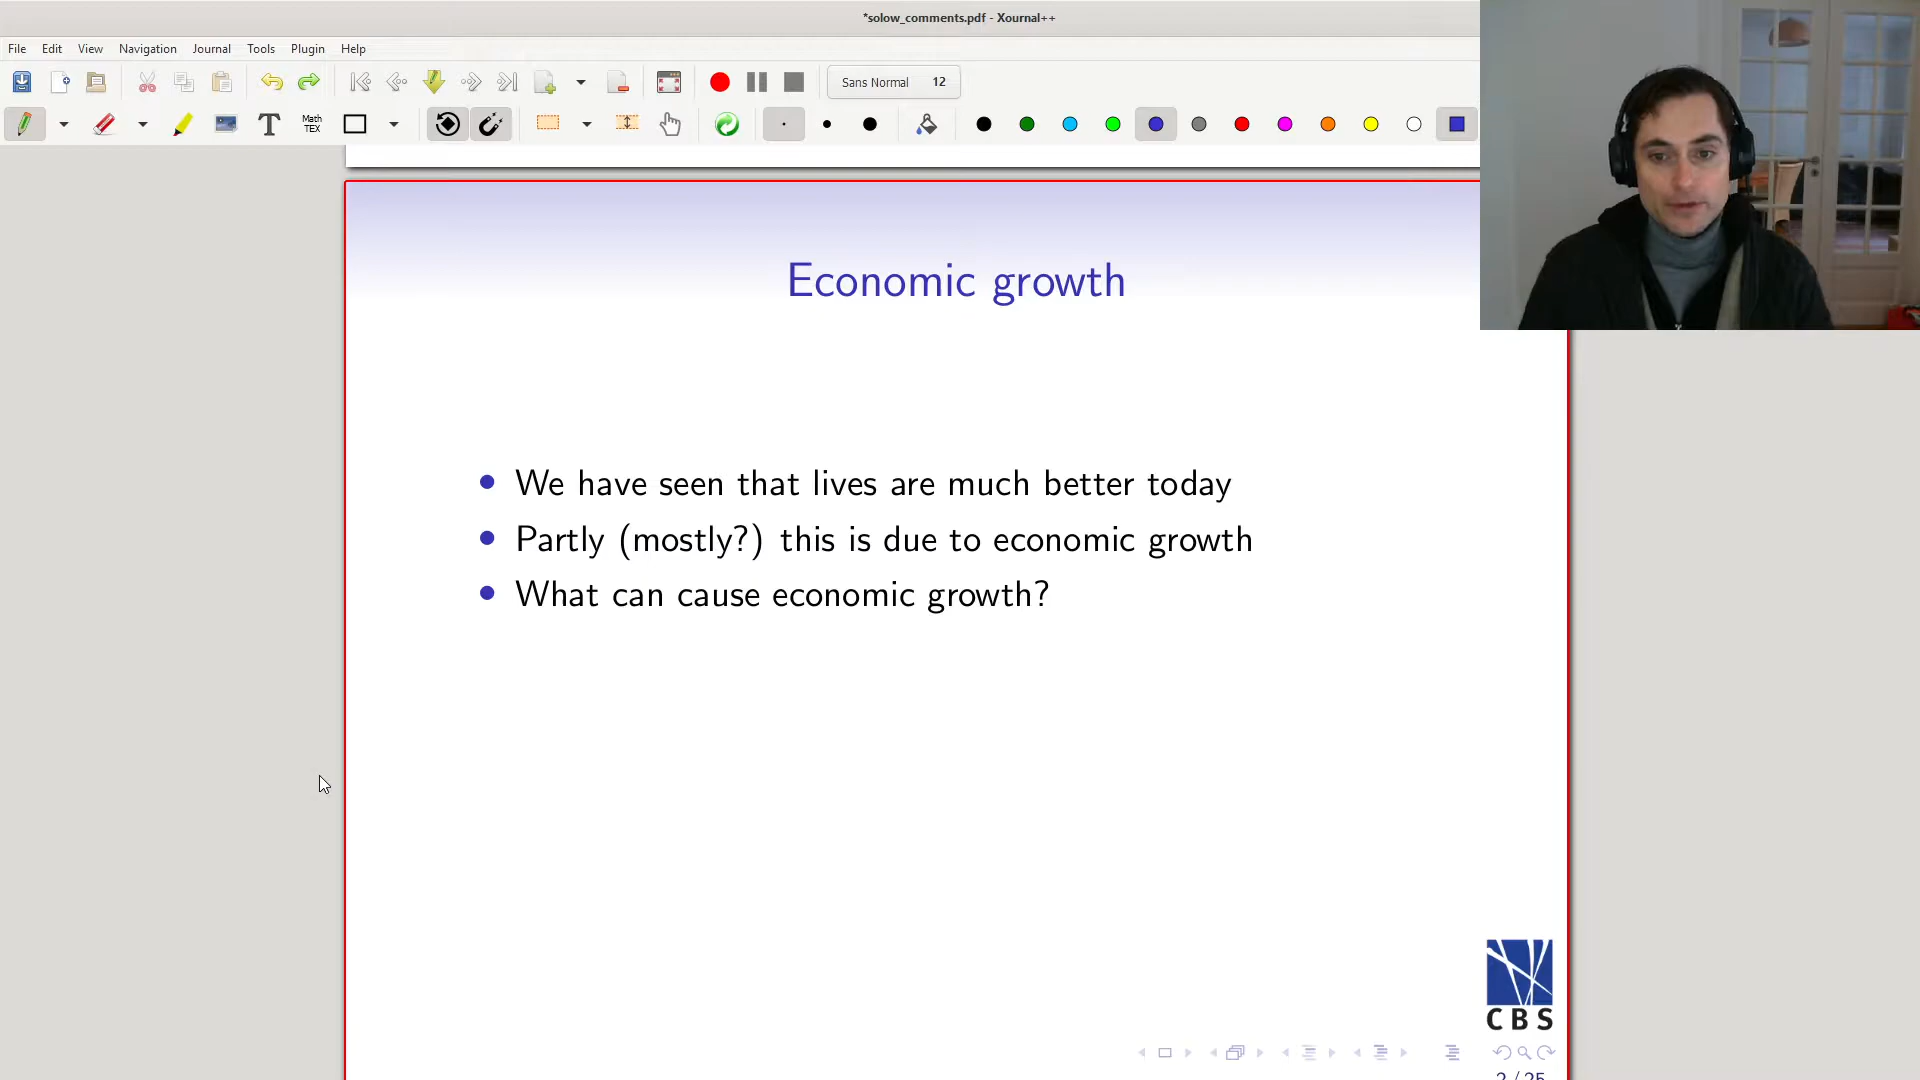 *solow_comments.pdf - Xournal++
File Edit View Navigation Journal Tools Plugin Help
Sans Normal 12
T Math TEX
Economic growth
We have seen that lives are much better today
Partly (mostly?) this is due to economic growth
What can cause economic growth?
CBS
2 / 25